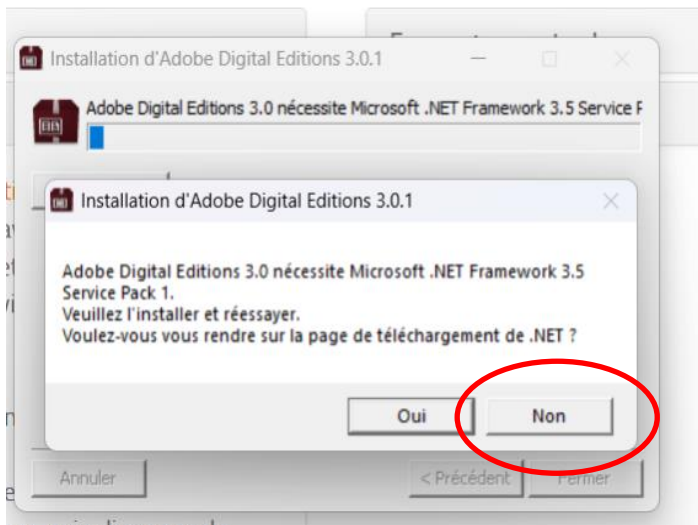 Installation d'Adobe Digital Editions 3.0.1
Adobe Digital Editions 3.0 nécessite Microsoft .NET Framework 3.5 Service
Installation d'Adobe Digital Editions 3.0.1
Adobe Digital Editions 3.0 nécessite Microsoft .NET Framework 3.5
Service Pack 1.
Veuillez l'installer et réessayer.
Voulez-vous vous rendre sur la page de téléchargement de .NET ?
Oui
Non
Annuler
< Précédent
Fermer